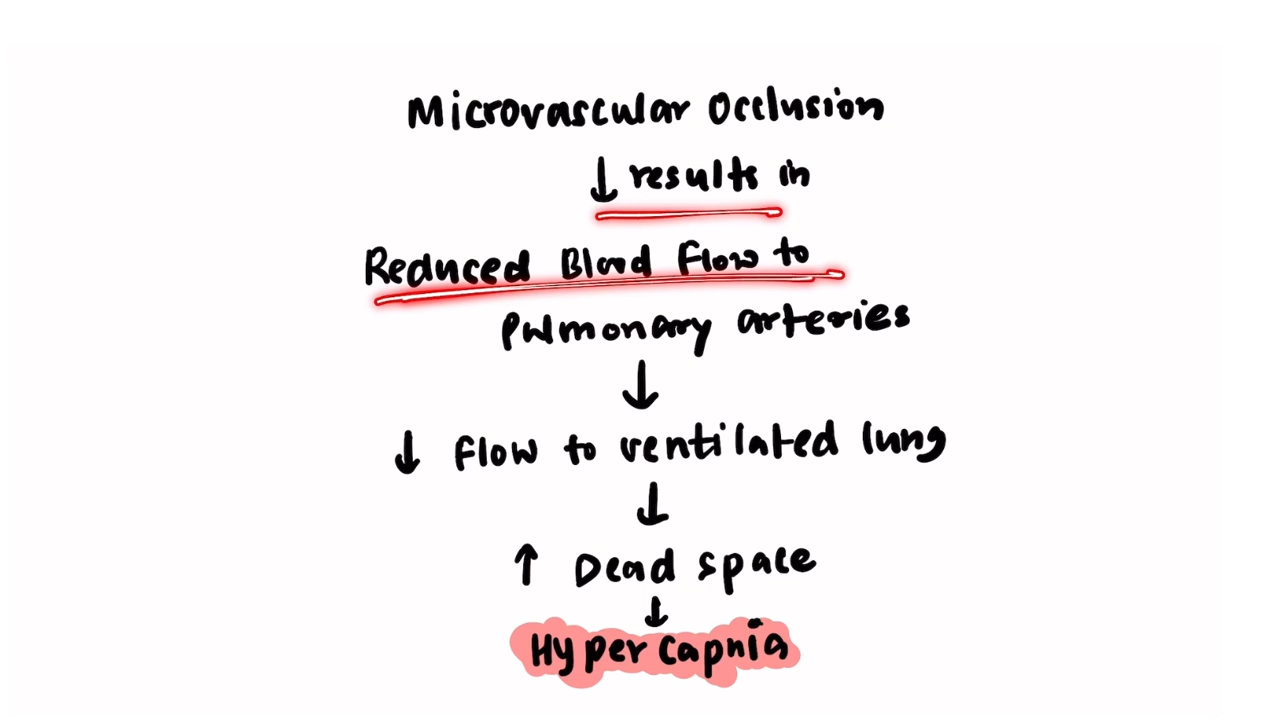 Microvascular Occlusion
↓ results in
Reduced Blood Flow to
Pulmonary arteries
↓
↓ Flow to ventilated lung
↓
↑ Dead space
↓
Hypercapnia